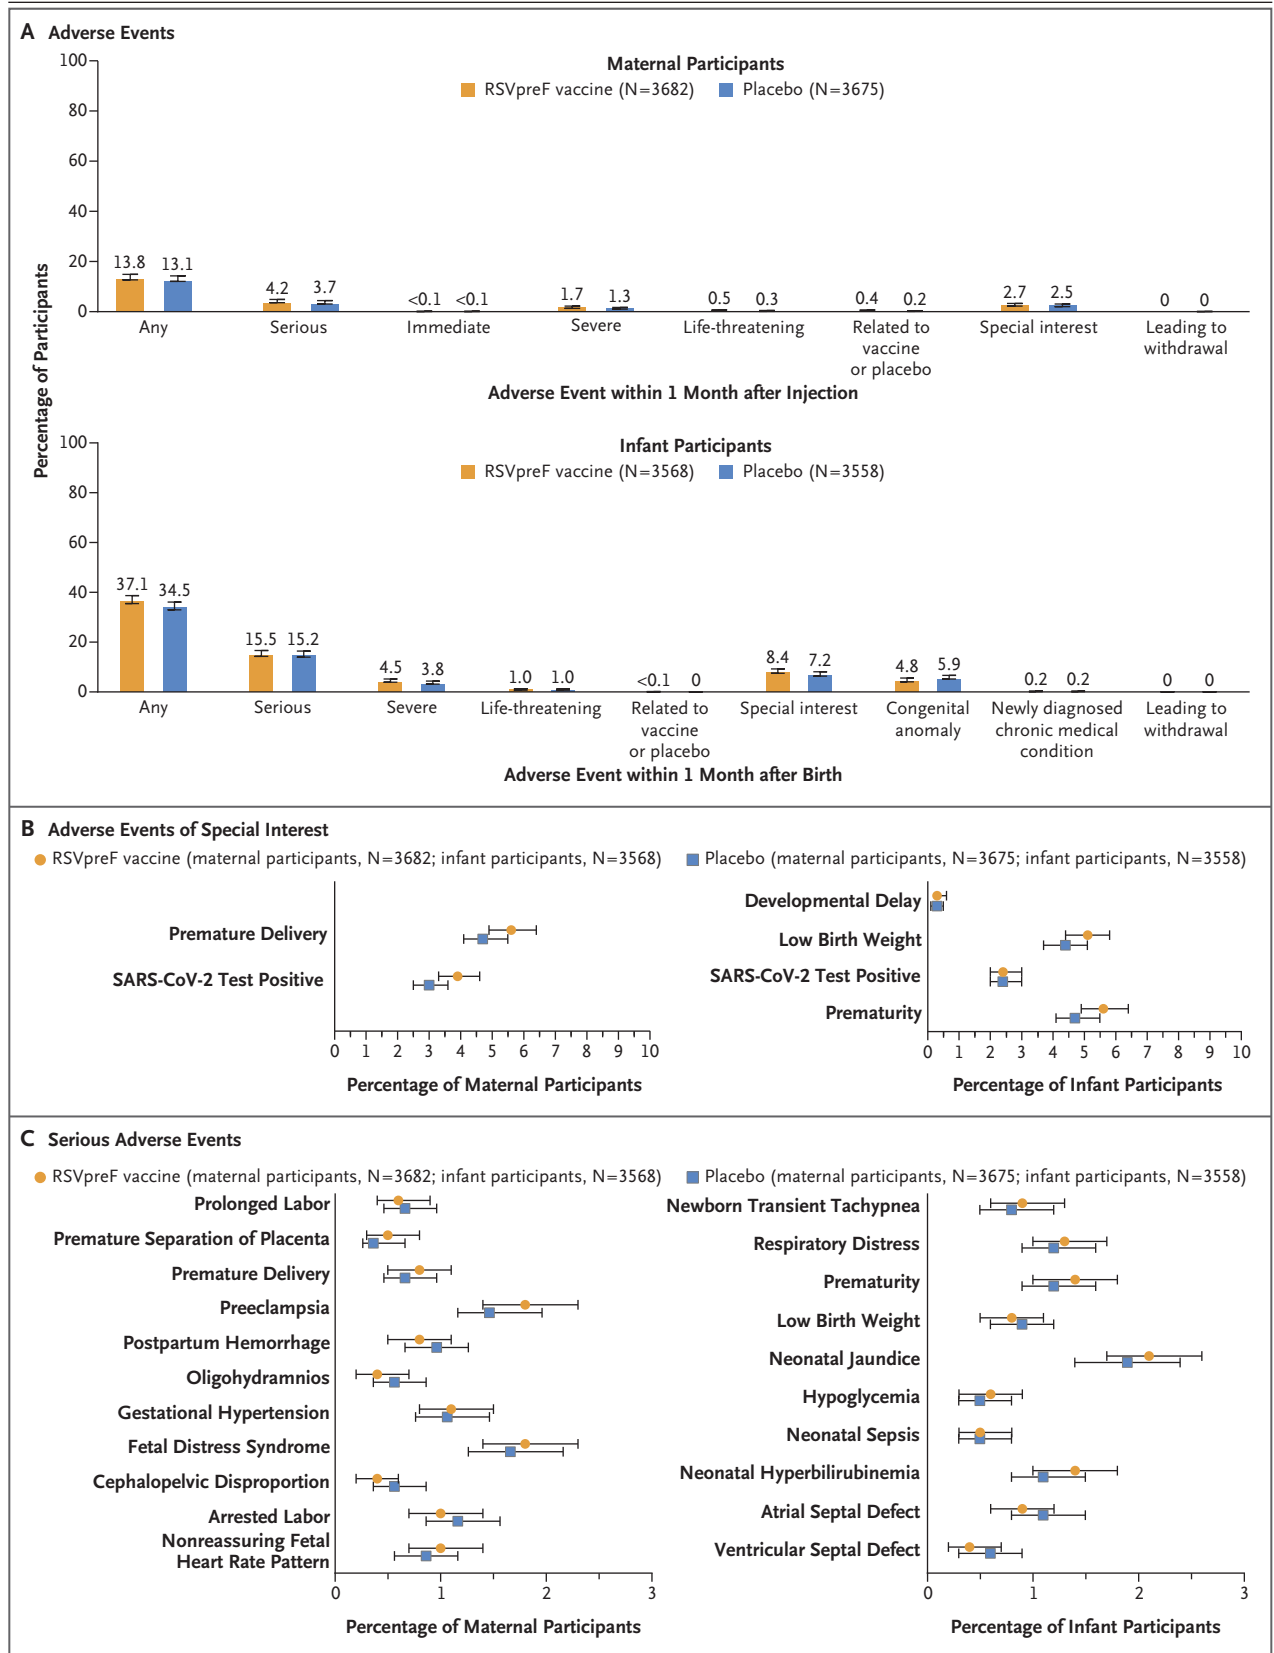 A Adverse Events
Maternal Participants
RSVpreF vaccine (N=3682) Placebo (N=3675)
Percentage of Participants
100
80
60
40
20
0
13.8 13.1 4.2 3.7 <0.1 <0.1 1.7 1.3 0.5 0.3 0.4 0.2 2.7 2.5 0 0
Any Serious Immediate Severe Life-threatening Related to Special interest Leading to
vaccine withdrawal
or placebo
Adverse Event within 1 Month after Injection
Infant Participants
RSVpreF vaccine (N=3568) Placebo (N=3558)
100
80
60
40
20
0
37.1 34.5 15.5 15.2 4.5 3.8 1.0 1.0 <0.1 0 8.4 7.2 4.8 5.9 0.2 0.2 0 0
Any Serious Severe Life-threatening Related to Special interest Congenital Newly diagnosed Leading to
vaccine anomaly chronic medical withdrawal
or placebo condition
Adverse Event within 1 Month after Birth
B Adverse Events of Special Interest
RSVpreF vaccine (maternal participants, N=3682; infant participants, N=3568) Placebo (maternal participants, N=3675; infant participants, N=3558)
Premature Delivery
SARS-CoV-2 Test Positive
0 1 2 3 4 5 6 7 8 9 10
Percentage of Maternal Participants
Developmental Delay
Low Birth Weight
SARS-CoV-2 Test Positive
Prematurity
0 1 2 3 4 5 6 7 8 9 10
Percentage of Infant Participants
C Serious Adverse Events
RSVpreF vaccine (maternal participants, N=3682; infant participants, N=3568) Placebo (maternal participants, N=3675; infant participants, N=3558)
Prolonged Labor
Premature Separation of Placenta
Premature Delivery
Preeclampsia
Postpartum Hemorrhage
Oligohydramnios
Gestational Hypertension
Fetal Distress Syndrome
Cephalopelvic Disproportion
Arrested Labor
Nonreassuring Fetal
Heart Rate Pattern
0 1 2 3
Percentage of Maternal Participants
Newborn Transient Tachypnea
Respiratory Distress
Prematurity
Low Birth Weight
Neonatal Jaundice
Hypoglycemia
Neonatal Sepsis
Neonatal Hyperbilirubinemia
Atrial Septal Defect
Ventricular Septal Defect
0 1 2 3
Percentage of Infant Participants